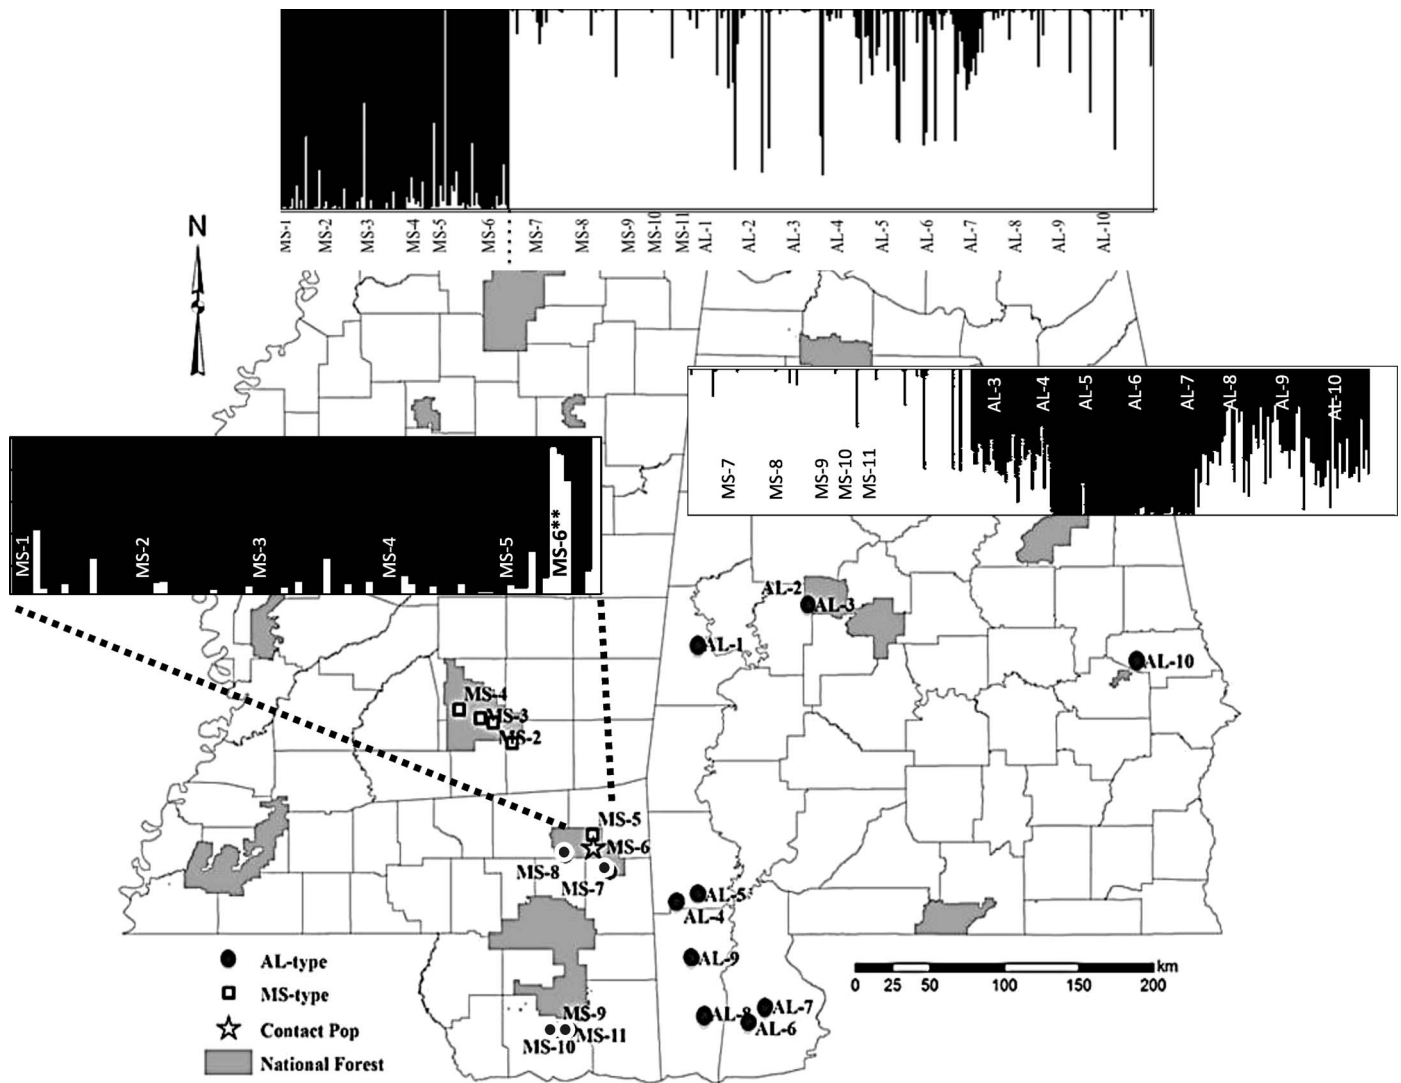 MS-1 MS-2 MS-3 MS-4 MS-5 MS-6 MS-7 MS-8 MS-9 MS-10 MS-11 AL-1 AL-2 AL-3 AL-4 AL-5 AL-6 AL-7 AL-8 AL-9 AL-10
N
AL-3 AL-4 AL-5 AL-6 AL-7 AL-8 AL-9 AL-10
MS-7 MS-8 MS-9 MS-10 MS-11
MS-1 MS-2 MS-3 MS-4 MS-5 MS-6**
AL-2
AL-3
AL-1
AL-10
MS-4
MS-3
MS-2
MS-5
MS-6
MS-8
MS-7
AL-5
AL-4
AL-9
AL-7
AL-8
AL-6
MS-9
MS-11
MS-10
AL-type
MS-type
Contact Pop
National Forest
km
0 25 50 100 150 200